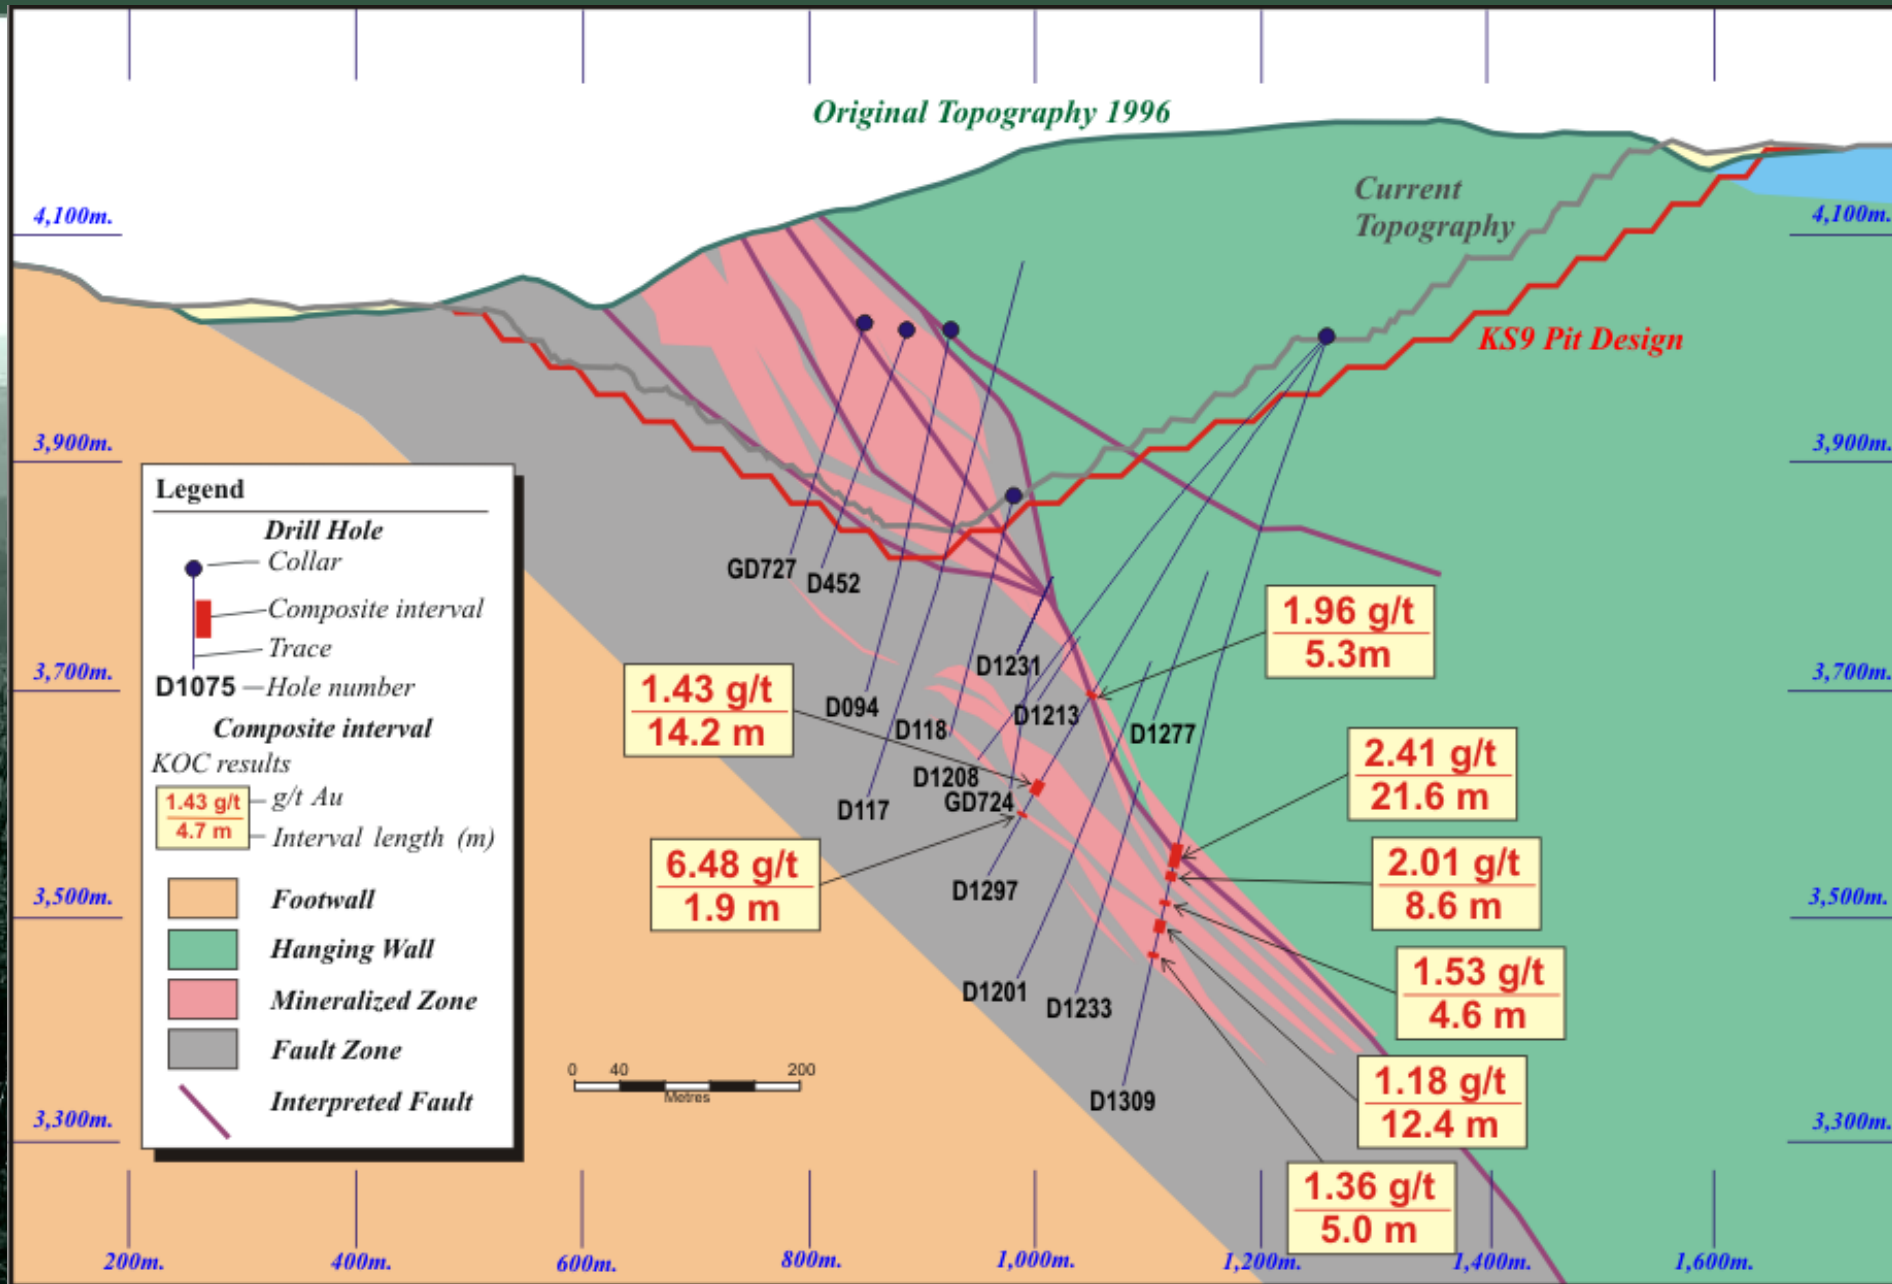 Original Topography 1996
Current
Topography
KS9 Pit Design
4,100m.
4,100m.
3,900m.
3,900m.
3,700m.
3,700m.
3,500m.
3,500m.
3,300m.
3,300m.
Legend
Drill Hole
Collar
Composite interval
Trace
D1075
Hole number
Composite interval
KOC results
1.43 g/t
4.7 m
g/t Au
Interval length (m)
Footwall
Hanging Wall
Mineralized Zone
Fault Zone
Interpreted Fault
GD727
D452
D1231
D094
D118
D1213
D1277
D1208
GD724
D117
D1297
D1201
D1233
D1309
1.96 g/t
5.3m
1.43 g/t
14.2 m
2.41 g/t
21.6 m
6.48 g/t
1.9 m
2.01 g/t
8.6 m
1.53 g/t
4.6 m
1.18 g/t
12.4 m
1.36 g/t
5.0 m
0 40 200
Metres
200m.
400m.
600m.
800m.
1,000m.
1,200m.
1,400m.
1,600m.